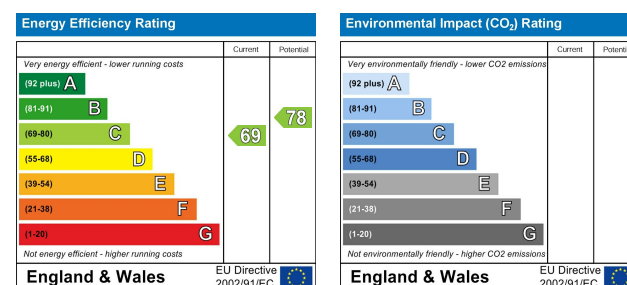 Energy Efficiency Rating
Current Potential
Very energy efficient - lower running costs
(92 plus) A
(81-91) B
78
(69-80) C
69
(55-68) D
(39-54) E
(21-38) F
(1-20) G
Not energy efficient - higher running costs
England & Wales
EU Directive
2002/91/EC
Environmental Impact (CO₂) Rating
Current Potential
Very environmentally friendly - lower CO2 emissions
(92 plus) A
(81-91) B
(69-80) C
(55-68) D
(39-54) E
(21-38) F
(1-20) G
Not environmentally friendly - higher CO2 emissions
England & Wales
EU Directive
2002/91/EC